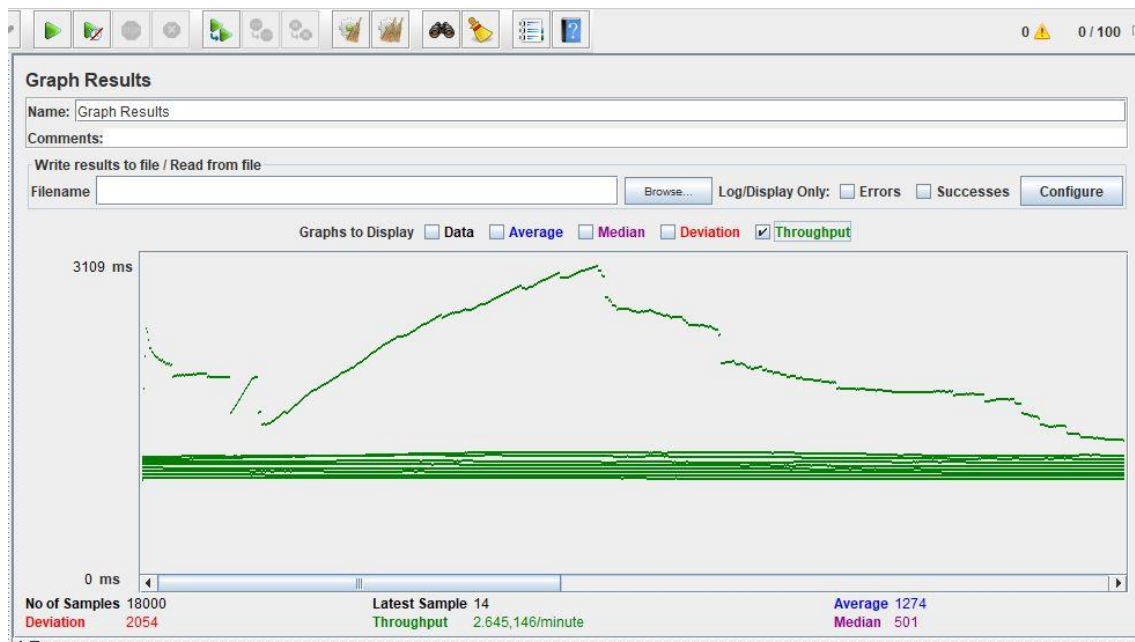 0 0 / 100
Graph Results
Name: Graph Results
Comments:
Write results to file / Read from file
Filename Browse... Log/Display Only: Errors Successes Configure
Graphs to Display Data Average Median Deviation Throughput
3109 ms
0 ms
No of Samples 18000 Latest Sample 14 Average 1274
Deviation 2054 Throughput 2.645,146/minute Median 501